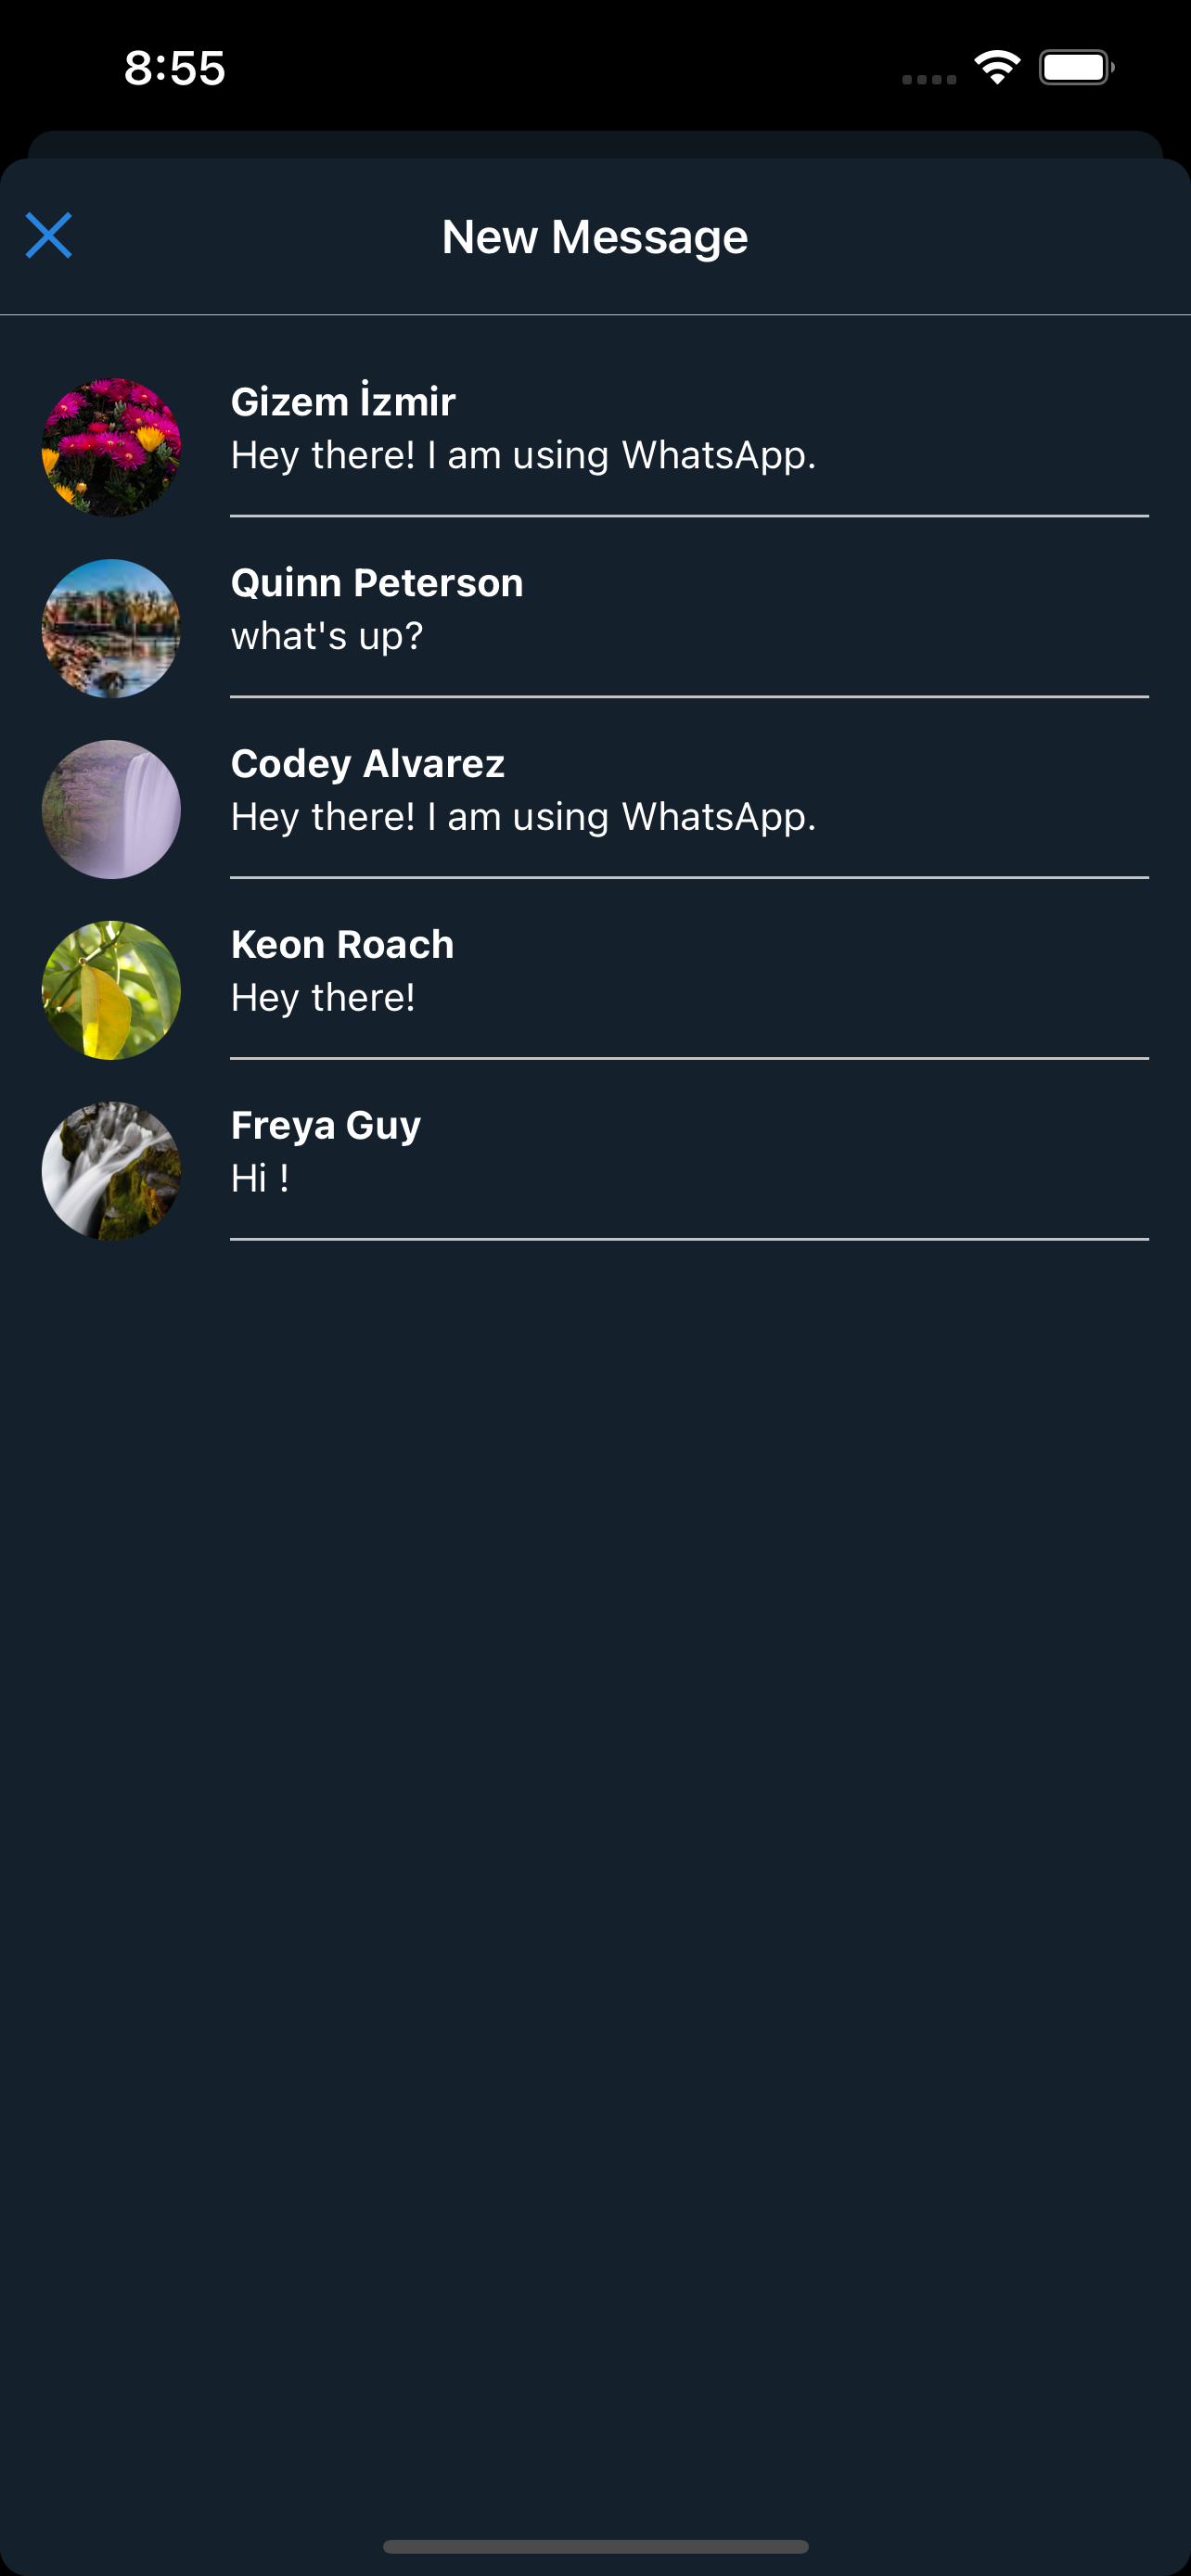 8:55
New Message
Gizem İzmir
Hey there! I am using WhatsApp.
Quinn Peterson
what's up?
Codey Alvarez
Hey there! I am using WhatsApp.
Keon Roach
Hey there!
Freya Guy
Hi !